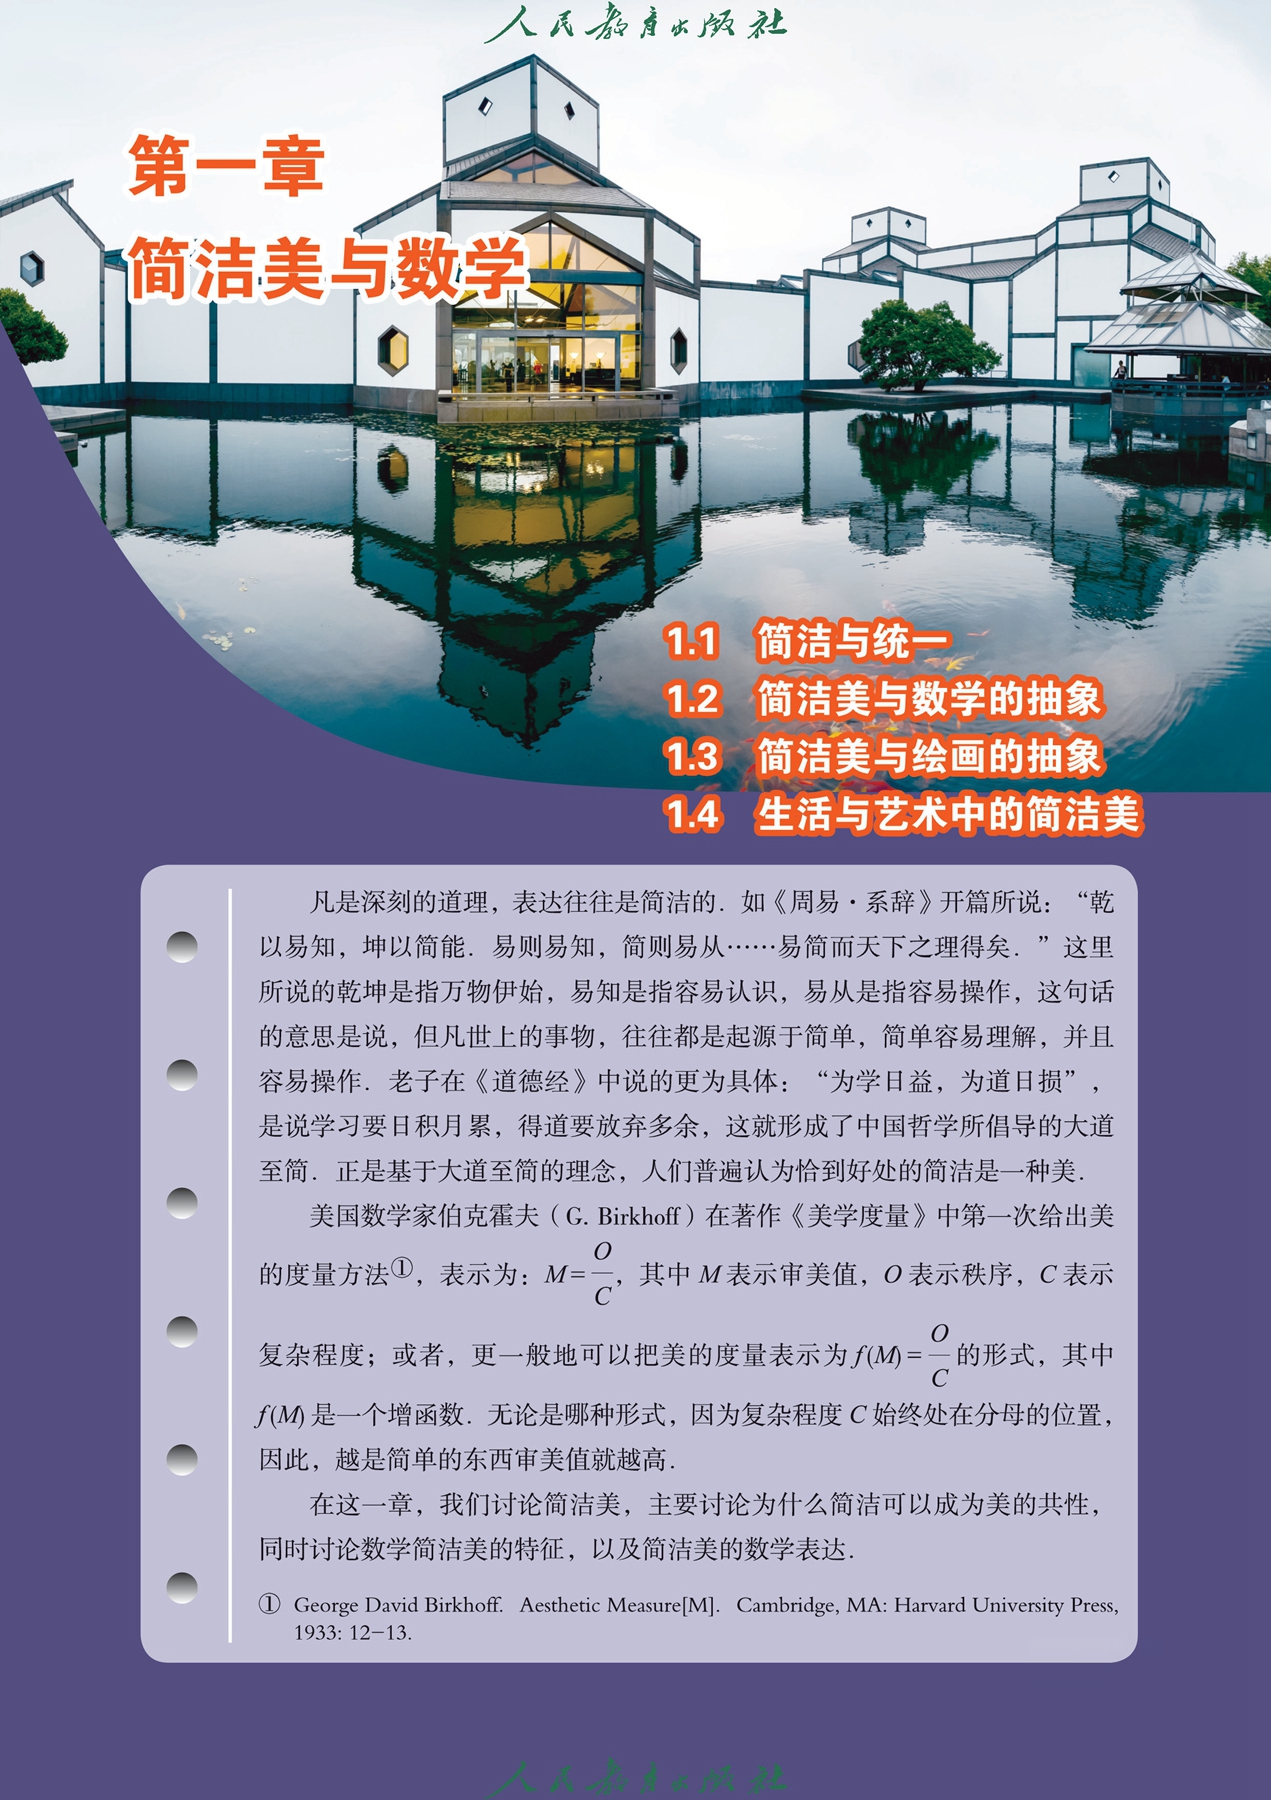 人民教育出版社
第一章
简洁美与数学
1.1 简洁与统一
1.2 简洁美与数学的抽象
1.3 简洁美与绘画的抽象
1.4 生活与艺术中的简洁美
凡是深刻的道理，表达往往是简洁的．如《周易·系辞》开篇所说：“乾
以易知，坤以简能．易则易知，简则易从……易简而天下之理得矣．”这里
所说的乾坤是指万物伊始，易知是指容易认识，易从是指容易操作，这句话
的意思是说，但凡世上的事物，往往都是起源于简单，简单容易理解，并且
容易操作．老子在《道德经》中说的更为具体：“为学日益，为道日损”，
是说学习要日积月累，得道要放弃多余，这就形成了中国哲学所倡导的大道
至简．正是基于大道至简的理念，人们普遍认为恰到好处的简洁是一种美．
美国数学家伯克霍夫（G. Birkhoff）在著作《美学度量》中第一次给出美
的度量方法①，表示为：M=O/C，其中 M 表示审美值，O 表示秩序，C 表示
复杂程度；或者，更一般地可以把美的度量表示为 f(M)=O/C 的形式，其中
f(M) 是一个增函数．无论是哪种形式，因为复杂程度 C 始终处在分母的位置，
因此，越是简单的东西审美值就越高．
在这一章，我们讨论简洁美，主要讨论为什么简洁可以成为美的共性，
同时讨论数学简洁美的特征，以及简洁美的数学表达．
① George David Birkhoff. Aesthetic Measure[M]. Cambridge, MA: Harvard University Press,
1933: 12−13.
人民教育出版社